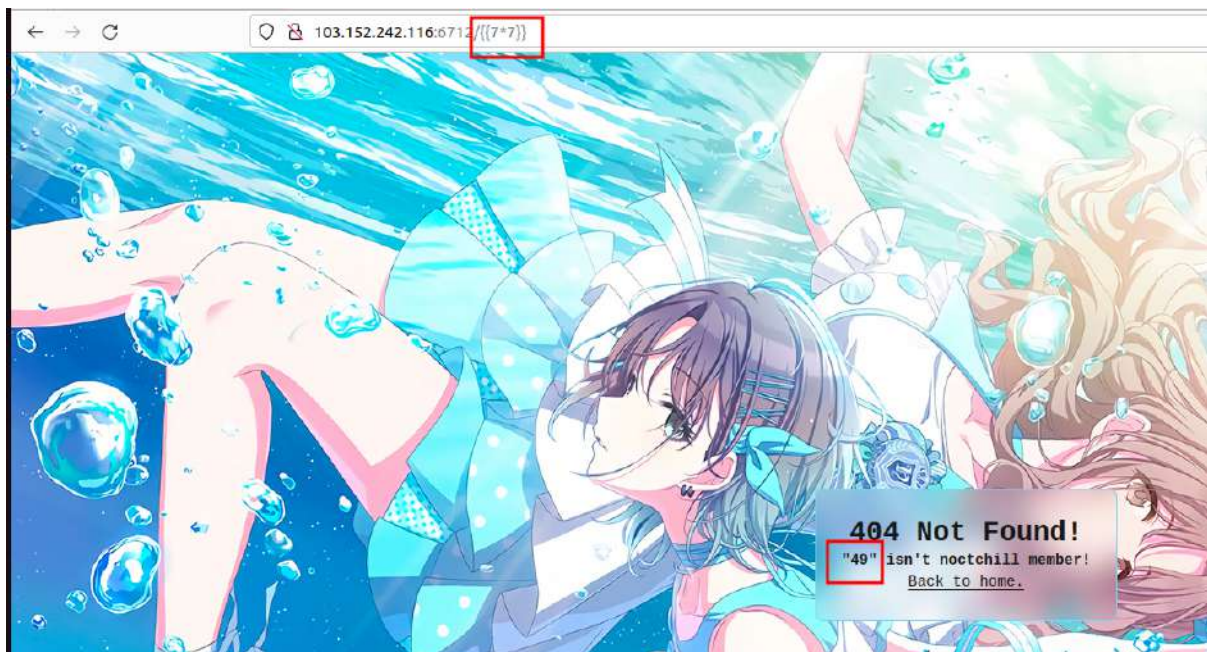 103.152.242.116:6712/{{7*7}}
404 Not Found!
"49" isn't noctchill member!
Back to home.